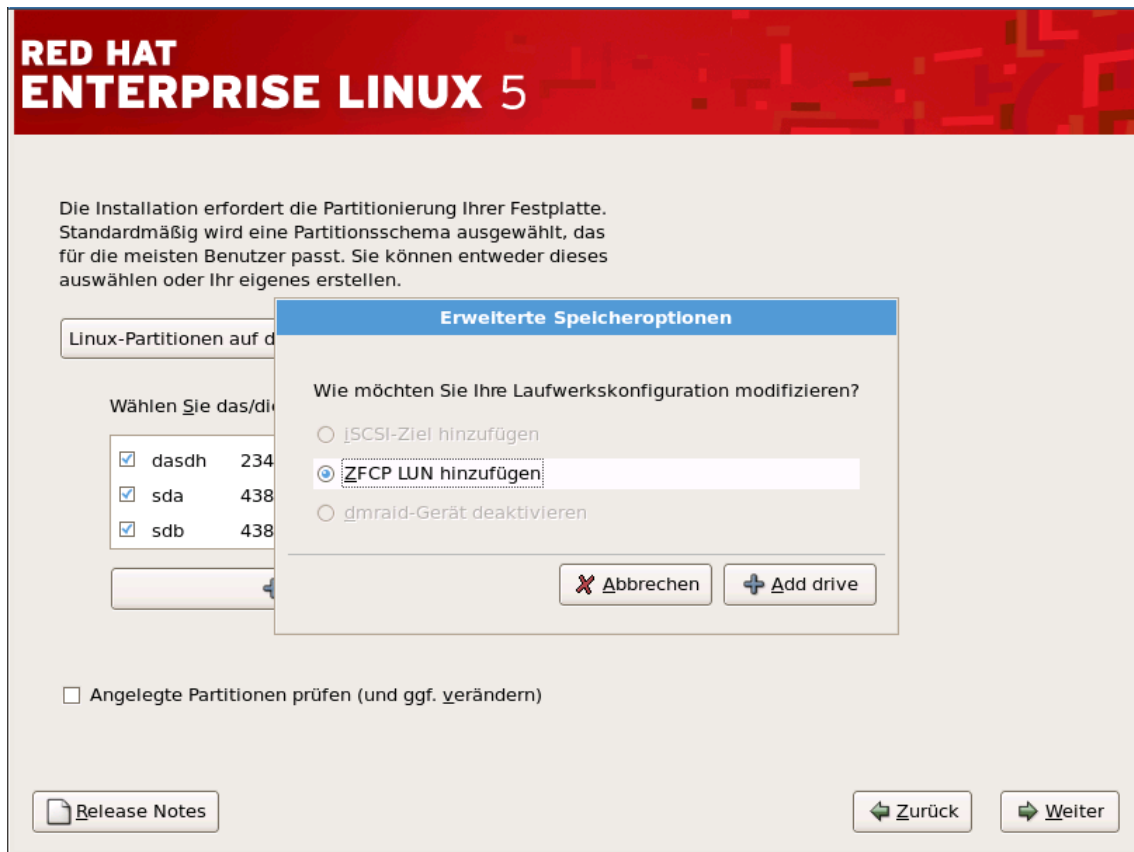 RED HAT
ENTERPRISE LINUX 5
Die Installation erfordert die Partitionierung Ihrer Festplatte.
Standardmäßig wird eine Partitionsschema ausgewählt, das
für die meisten Benutzer passt. Sie können entweder dieses
auswählen oder Ihr eigenes erstellen.
Linux-Partitionen auf d
Wählen Sie das/die
dasdh 234
sda 438
sdb 438
Erweiterte Speicheroptionen
Wie möchten Sie Ihre Laufwerkskonfiguration modifizieren?
iSCSI-Ziel hinzufügen
ZFCP LUN hinzufügen
dmraid-Gerät deaktivieren
Abbrechen
Add drive
Angelegte Partitionen prüfen (und ggf. verändern)
Release Notes
Zurück
Weiter